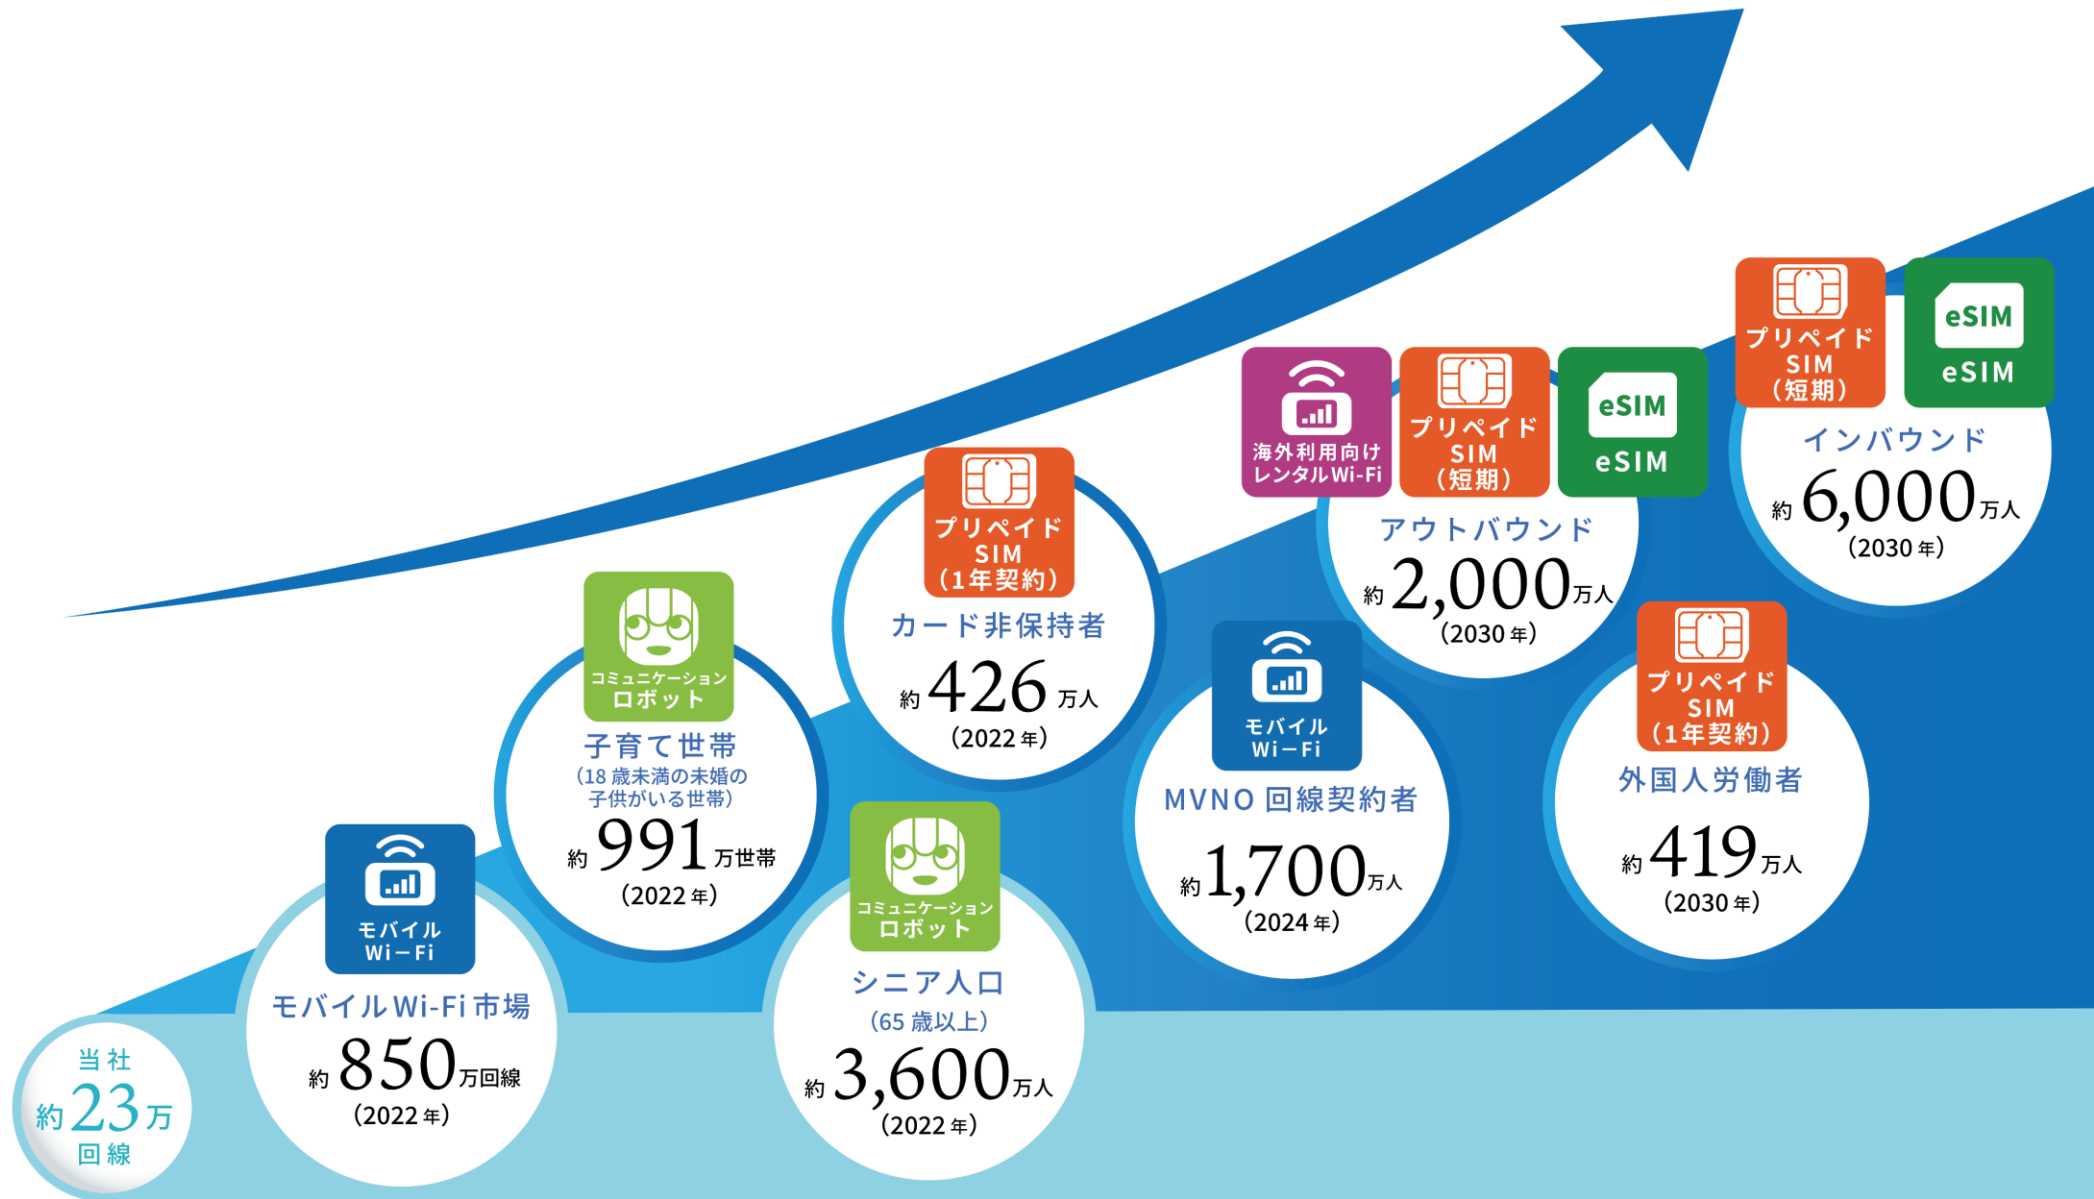 当社
約23万
回線
モバイル
Wi－Fi
モバイルWi-Fi市場
約850万回線
（2022年）
コミュニケーション
ロボット
子育て世帯
（18歳未満の未婚の
子供がいる世帯）
約991万世帯
（2022年）
コミュニケーション
ロボット
シニア人口
（65歳以上）
約3,600万人
（2022年）
プリペイド
SIM
（1年契約）
カード非保持者
約426万人
（2022年）
モバイル
Wi－Fi
MVNO回線契約者
約1,700万人
（2024年）
海外利用向け
レンタルWi-Fi
プリペイド
SIM
（短期）
eSIM
eSIM
アウトバウンド
約2,000万人
（2030年）
プリペイド
SIM
（1年契約）
外国人労働者
約419万人
（2030年）
プリペイド
SIM
（短期）
eSIM
eSIM
インバウンド
約6,000万人
（2030年）